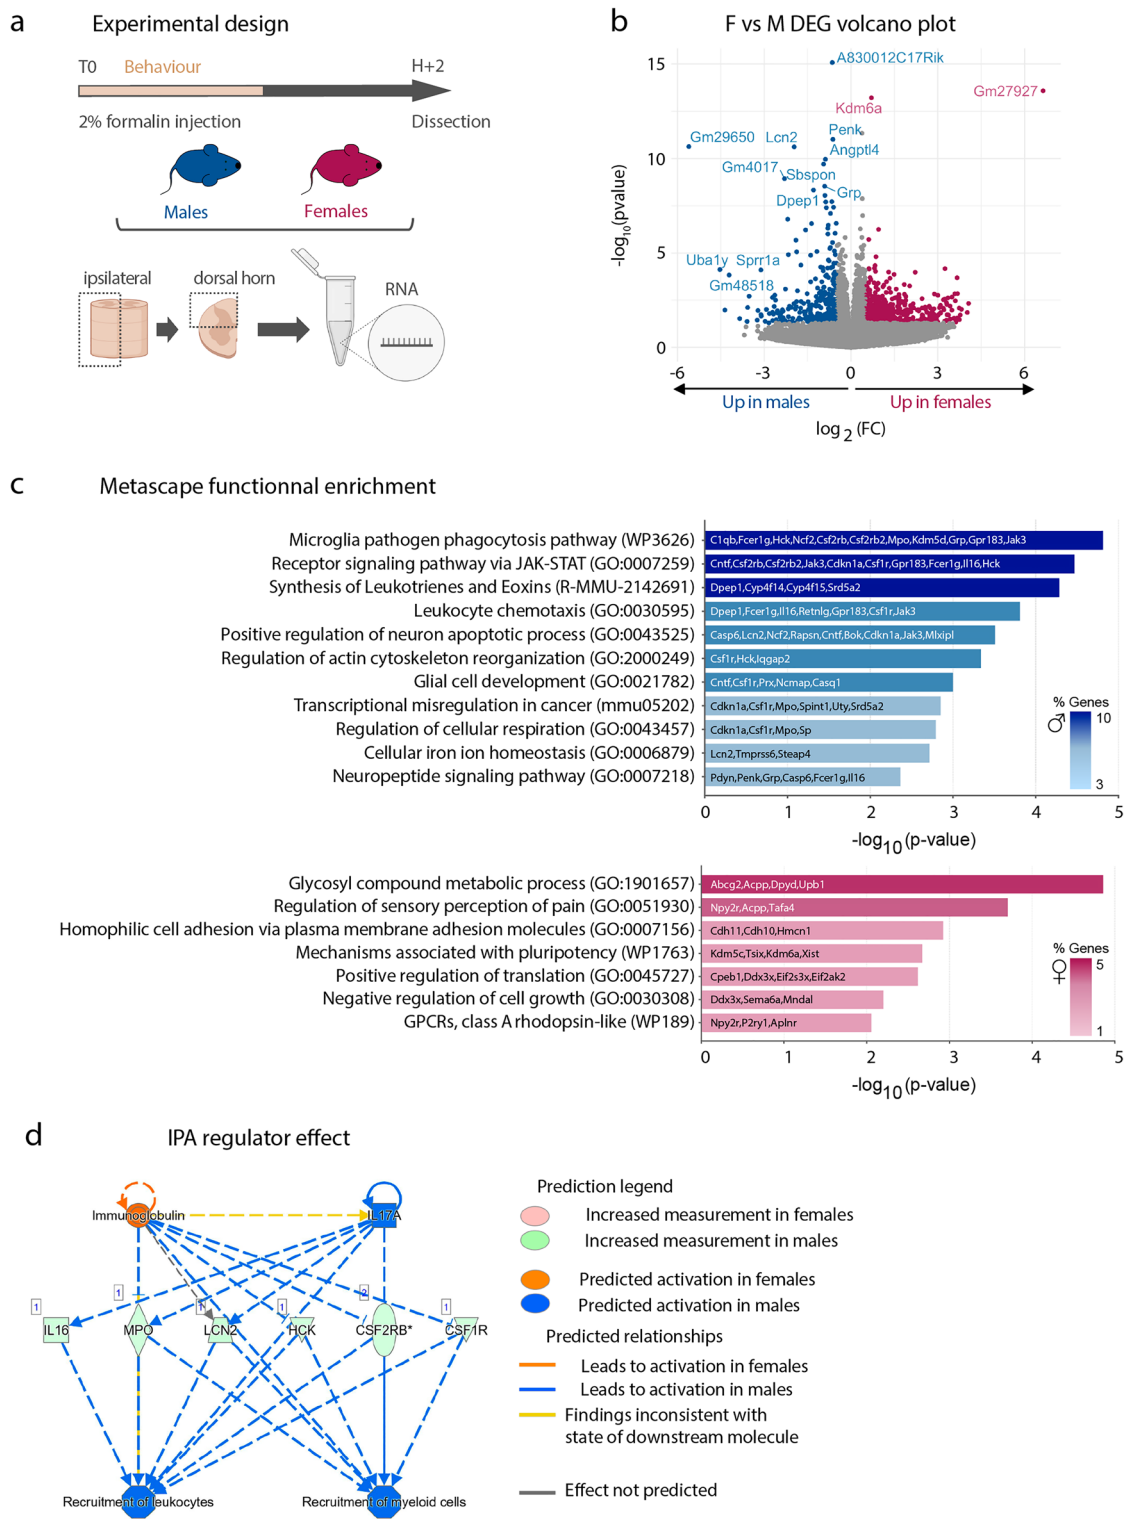 a
Experimental design
T0
Behaviour
H+2
2% formalin injection
Dissection
Males
Females
ipsilateral
dorsal horn
RNA
b
F vs M DEG volcano plot
-log10(pvalue)
15
10
5
0
A830012C17Rik
Gm27927
Kdm6a
Penk
Gm29650
Lcn2
Angptl4
Gm4017
Sbspon
Dpep1
Grp
Uba1y
Sprr1a
Gm48518
-6
-3
0
3
6
Up in males
Up in females
log 2 (FC)
c
Metascape functionnal enrichment
Microglia pathogen phagocytosis pathway (WP3626)
C1qb,Fcer1g,Hck,Ncf2,Csf2rb,Csf2rb2,Mpo,Kdm5d,Grp,Gpr183,Jak3
Receptor signaling pathway via JAK-STAT (GO:0007259)
Cntf,Csf2rb,Csf2rb2,Jak3,Cdkn1a,Csf1r,Gpr183,Fcer1g,Il16,Hck
Synthesis of Leukotrienes and Eoxins (R-MMU-2142691)
Dpep1,Cyp4f14,Cyp4f15,Srd5a2
Leukocyte chemotaxis (GO:0030595)
Dpep1,Fcer1g,Il16,Retnlg,Gpr183,Csf1r,Jak3
Positive regulation of neuron apoptotic process (GO:0043525)
Casp6,Lcn2,Ncf2,Rapsn,Cntf,Bok,Cdkn1a,Jak3,Mlxipl
Regulation of actin cytoskeleton reorganization (GO:2000249)
Csf1r,Hck,Iqgap2
Glial cell development (GO:0021782)
Cntf,Csf1r,Prx,Ncmap,Casq1
Transcriptional misregulation in cancer (mmu05202)
Cdkn1a,Csf1r,Mpo,Spint1,Uty,Srd5a2
Regulation of cellular respiration (GO:0043457)
Cdkn1a,Csf1r,Mpo,Sp
Cellular iron ion homeostasis (GO:0006879)
Lcn2,Tmprss6,Steap4
Neuropeptide signaling pathway (GO:0007218)
Pdyn,Penk,Grp,Casp6,Fcer1g,Il16
% Genes
♂
10
3
0
1
2
3
4
5
-log10 (p-value)
Glycosyl compound metabolic process (GO:1901657)
Abcg2,Acpp,Dpyd,Upb1
Regulation of sensory perception of pain (GO:0051930)
Npy2r,Acpp,Tafa4
Homophilic cell adhesion via plasma membrane adhesion molecules (GO:0007156)
Cdh11,Cdh10,Hmcn1
Mechanisms associated with pluripotency (WP1763)
Kdm5c,Tsix,Kdm6a,Xist
Positive regulation of translation (GO:0045727)
Cpeb1,Ddx3x,Eif2s3x,Eif2ak2
Negative regulation of cell growth (GO:0030308)
Ddx3x,Sema6a,Mndal
GPCRs, class A rhodopsin-like (WP189)
Npy2r,P2ry1,Aplnr
% Genes
♀
5
1
0
1
2
3
4
5
-log10 (p-value)
d
IPA regulator effect
Immunoglobulin
IL17A
1
1
1
1
2
1
IL16
MPO
LCN2
HCK
CSF2RB*
CSF1R
Recruitment of leukocytes
Recruitment of myeloid cells
Prediction legend
Increased measurement in females
Increased measurement in males
Predicted activation in females
Predicted activation in males
Predicted relationships
Leads to activation in females
Leads to activation in males
Findings inconsistent with
state of downstream molecule
Effect not predicted